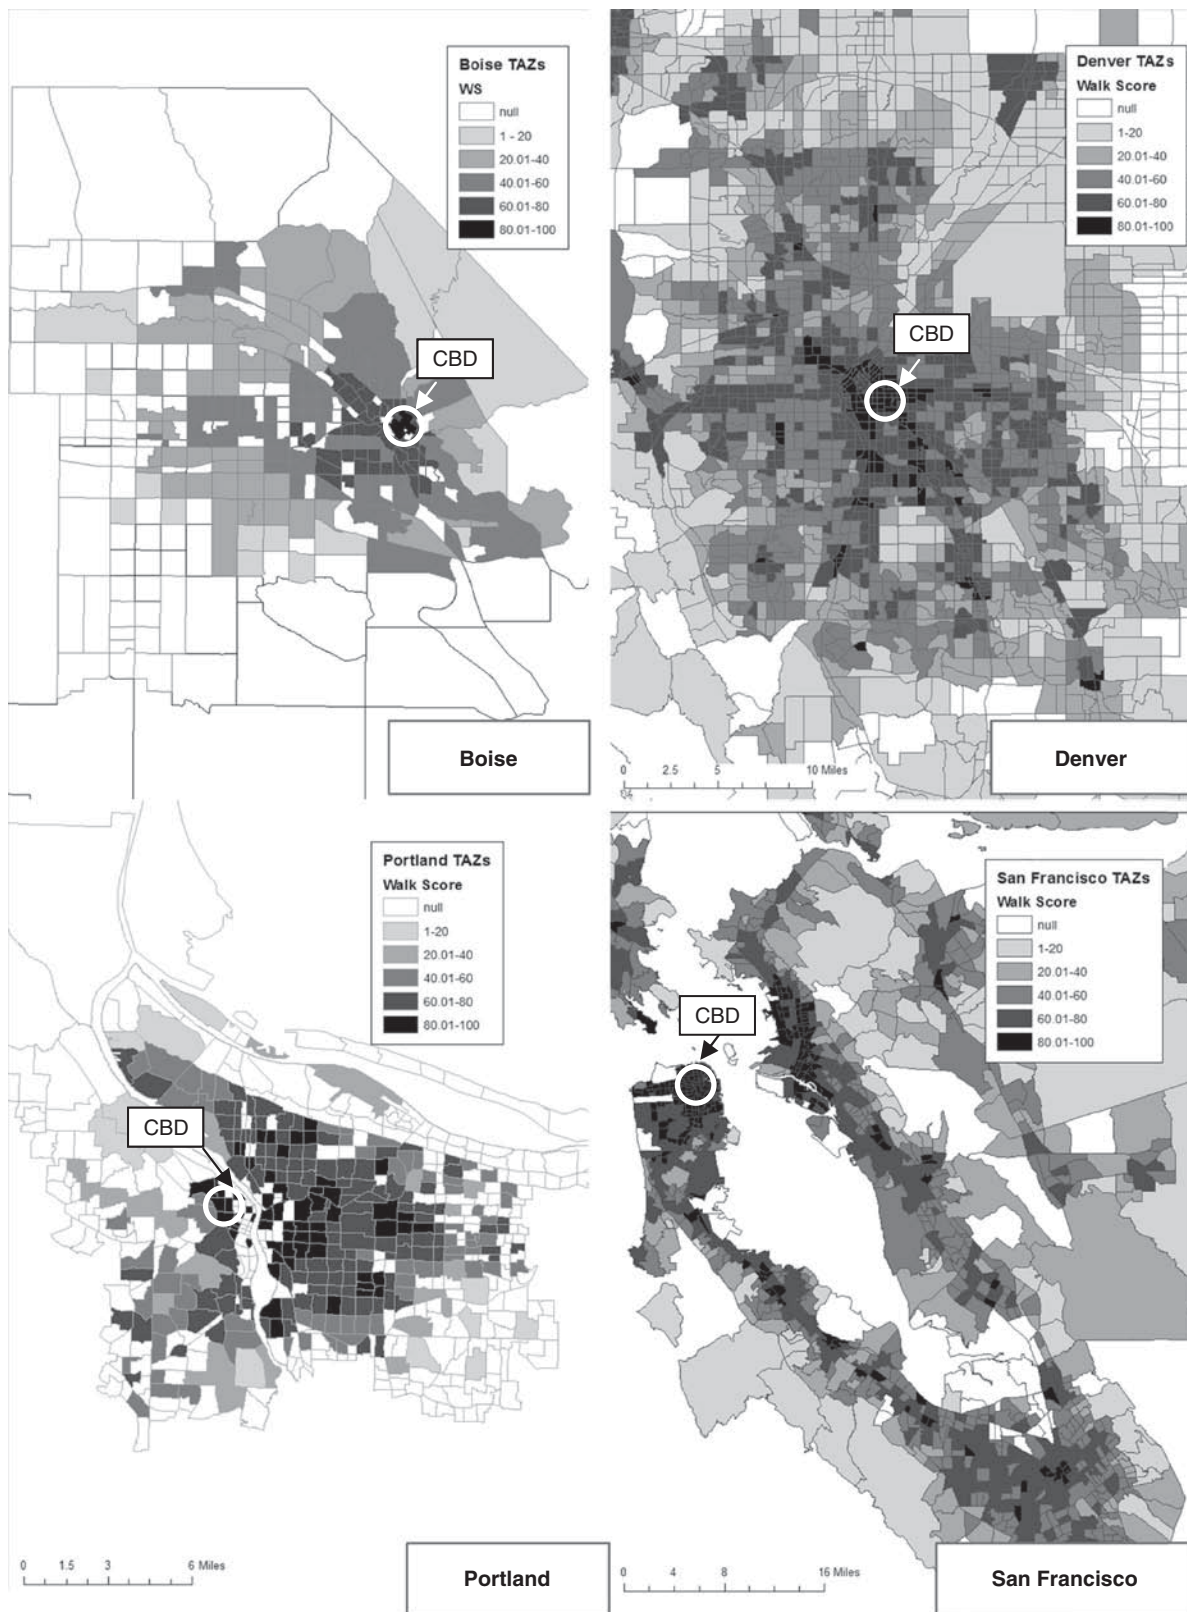 Boise TAZs
WS
null
1 - 20
20.01-40
40.01-60
60.01-80
80.01-100
CBD
Boise
Denver TAZs
Walk Score
null
1-20
20.01-40
40.01-60
60.01-80
80.01-100
CBD
0 2.5 5 10 Miles
Denver
Portland TAZs
Walk Score
null
1-20
20.01-40
40.01-60
60.01-80
80.01-100
CBD
0 1.5 3 6 Miles
Portland
San Francisco TAZs
Walk Score
null
1-20
20.01-40
40.01-60
60.01-80
80.01-100
CBD
0 4 8 16 Miles
San Francisco